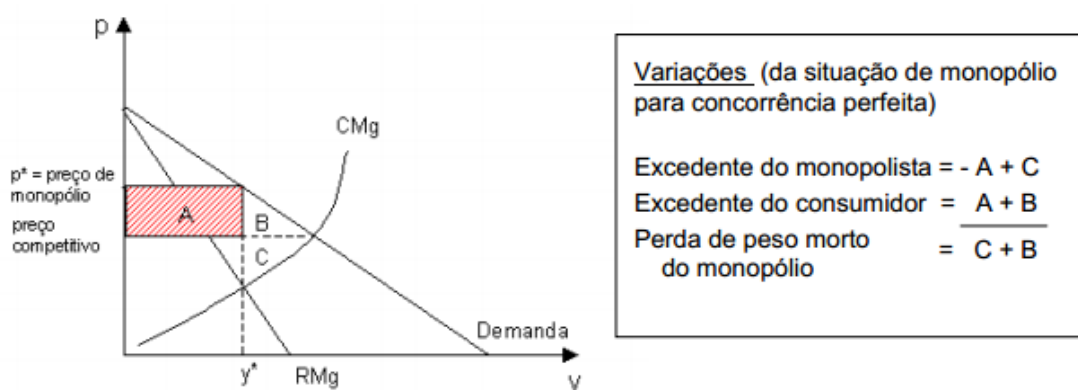 p
CMg
p* = preço de
monopólio
A
B
preço
competitivo
C
Demanda
y*
RMg
y
Variações (da situação de monopólio
para concorrência perfeita)
Excedente do monopolista = - A + C
Excedente do consumidor = A + B
Perda de peso morto
do monopólio = C + B